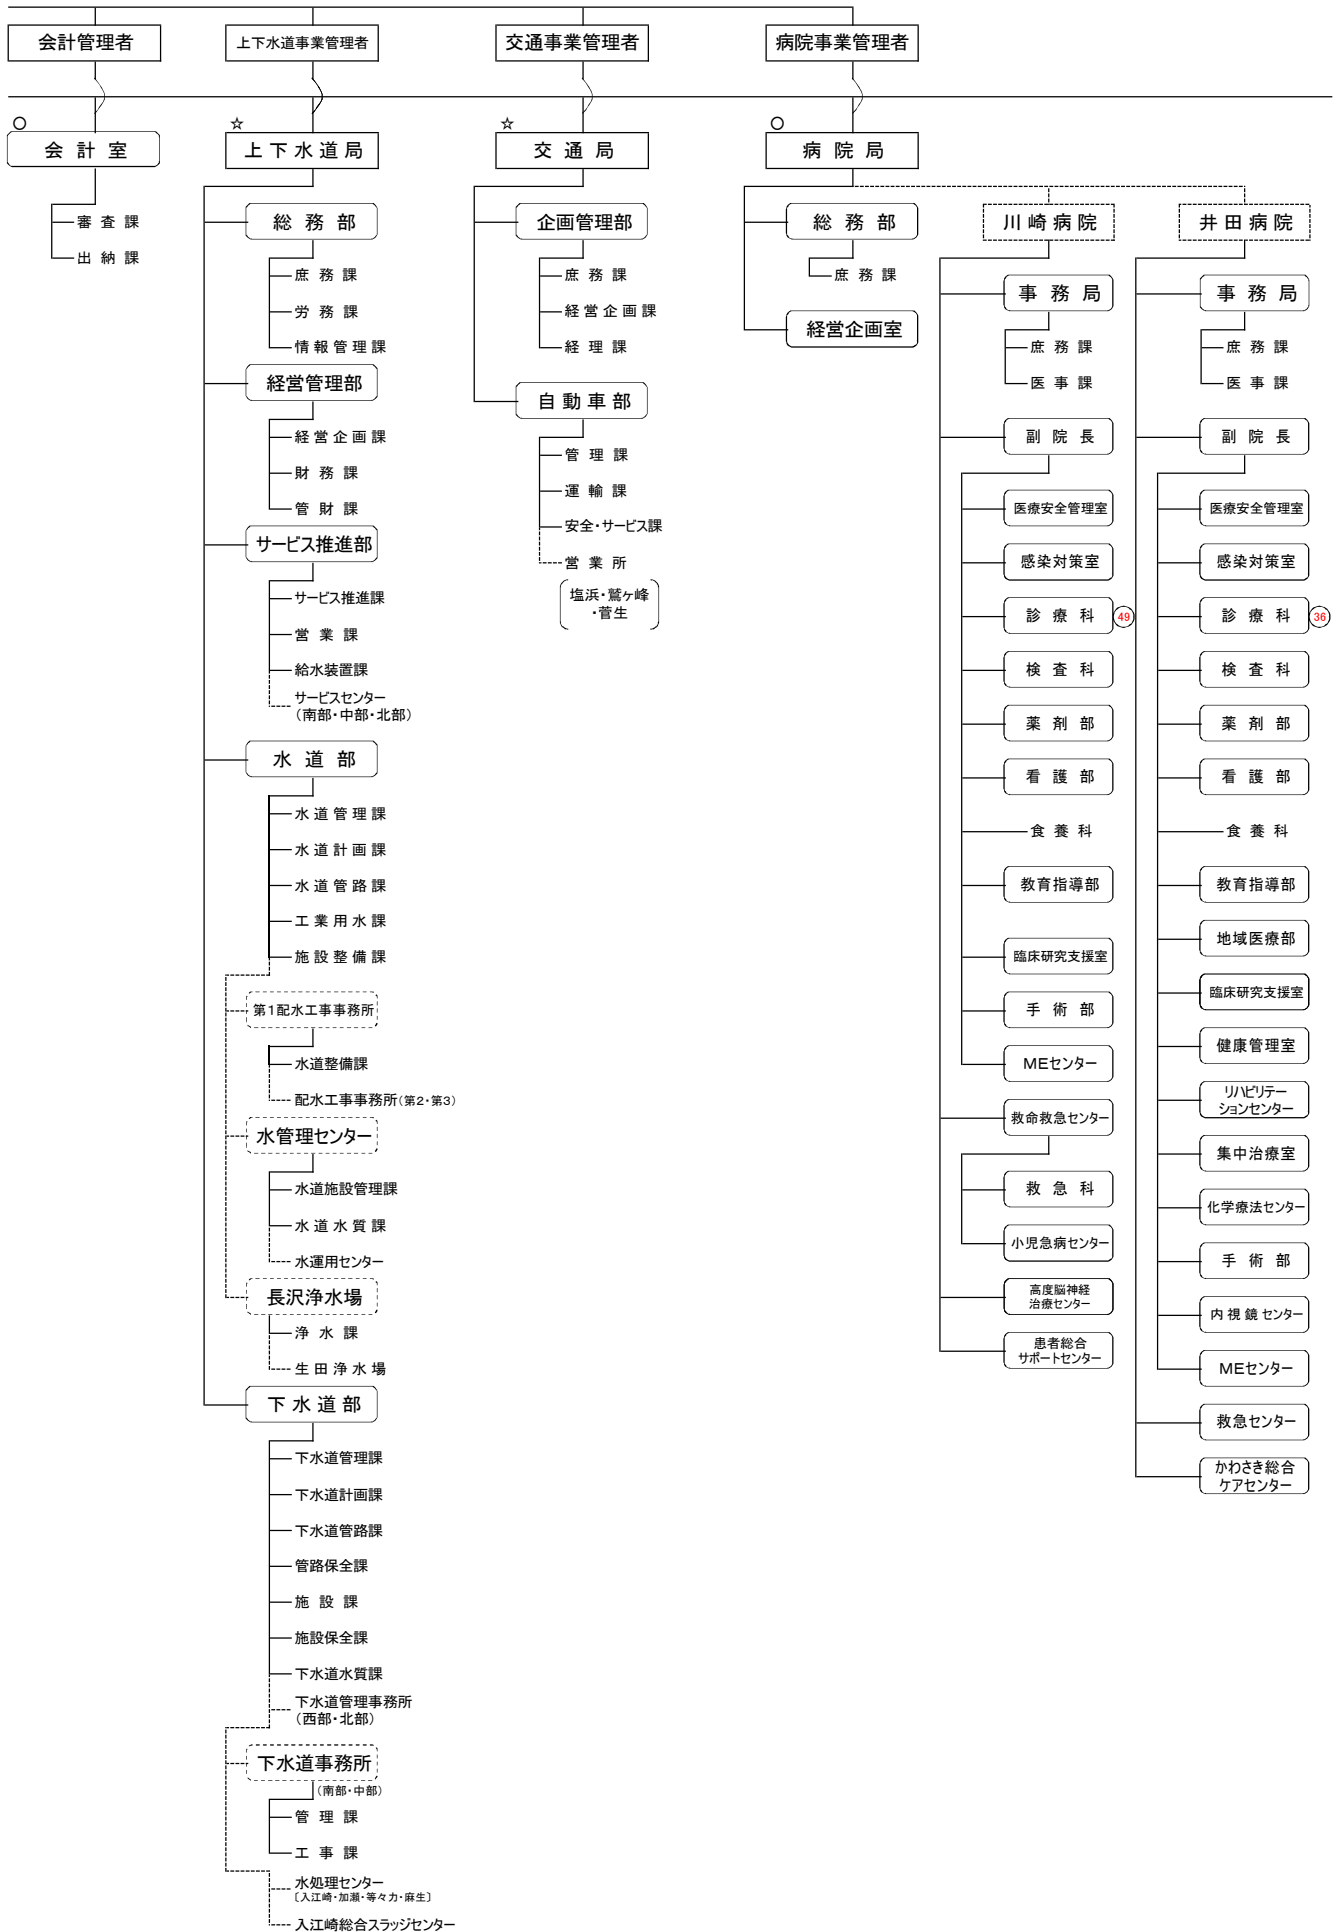 会計管理者
上下水道事業管理者
交通事業管理者
病院事業管理者
○
会計室
審査課
出納課
☆
上下水道局
総務部
庶務課
労務課
情報管理課
経営管理部
経営企画課
財務課
管財課
サービス推進部
サービス推進課
営業課
給水装置課
サービスセンター
（南部・中部・北部）
水道部
水道管理課
水道計画課
水道管路課
工業用水課
施設整備課
第1配水工事事務所
水道整備課
配水工事事務所（第2・第3）
水管理センター
水道施設管理課
水道水質課
水運用センター
長沢浄水場
浄水課
生田浄水場
下水道部
下水道管理課
下水道計画課
下水道管路課
管路保全課
施設課
施設保全課
下水道水質課
下水道管理事務所
（西部・北部）
下水道事務所
（南部・中部）
管理課
工事課
水処理センター
〔入江崎・加瀬・等々力・麻生〕
入江崎総合スラッジセンター
☆
交通局
企画管理部
庶務課
経営企画課
経理課
自動車部
管理課
運輸課
安全・サービス課
営業所
塩浜・鷲ヶ峰
・菅生
○
病院局
総務部
庶務課
経営企画室
川崎病院
事務局
庶務課
医事課
副院長
医療安全管理室
感染対策室
診療科 49
検査科
薬剤部
看護部
食養科
教育指導部
臨床研究支援室
手術部
MEセンター
救命救急センター
救急科
小児急病センター
高度脳神経
治療センター
患者総合
サポートセンター
井田病院
事務局
庶務課
医事課
副院長
医療安全管理室
感染対策室
診療科 36
検査科
薬剤部
看護部
食養科
教育指導部
地域医療部
臨床研究支援室
健康管理室
リハビリテー
ションセンター
集中治療室
化学療法センター
手術部
内視鏡センター
MEセンター
救急センター
かわさき総合
ケアセンター